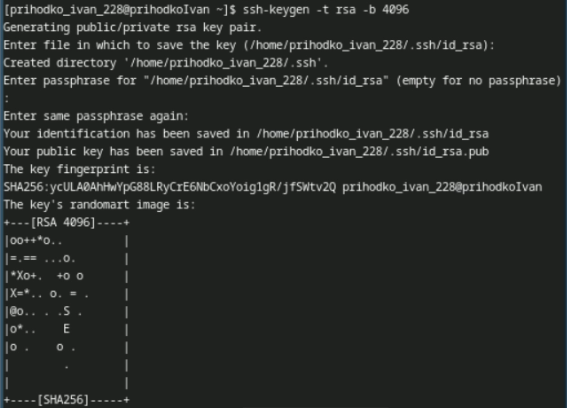 [prihodko_ivan_228@prihodkoIvan ~]$ ssh-keygen -t rsa -b 4096
Generating public/private rsa key pair.
Enter file in which to save the key (/home/prihodko_ivan_228/.ssh/id_rsa):
Created directory '/home/prihodko_ivan_228/.ssh'.
Enter passphrase for "/home/prihodko_ivan_228/.ssh/id_rsa" (empty for no passphrase)
:
Enter same passphrase again:
Your identification has been saved in /home/prihodko_ivan_228/.ssh/id_rsa
Your public key has been saved in /home/prihodko_ivan_228/.ssh/id_rsa.pub
The key fingerprint is:
SHA256:ycULA0AhHwYpG88LRyCrE6NbCxoYoig1gR/jfSWtv2Q prihodko_ivan_228@prihodkoIvan
The key's randomart image is:
+---[RSA 4096]----+
|oo++*o..         |
|=.== ...o.       |
|*Xo+.  +o o      |
|X=*.. o. = .     |
|@o.. . .S .      |
|o*..    E        |
|o .    o .       |
|        .        |
|                 |
+----[SHA256]-----+